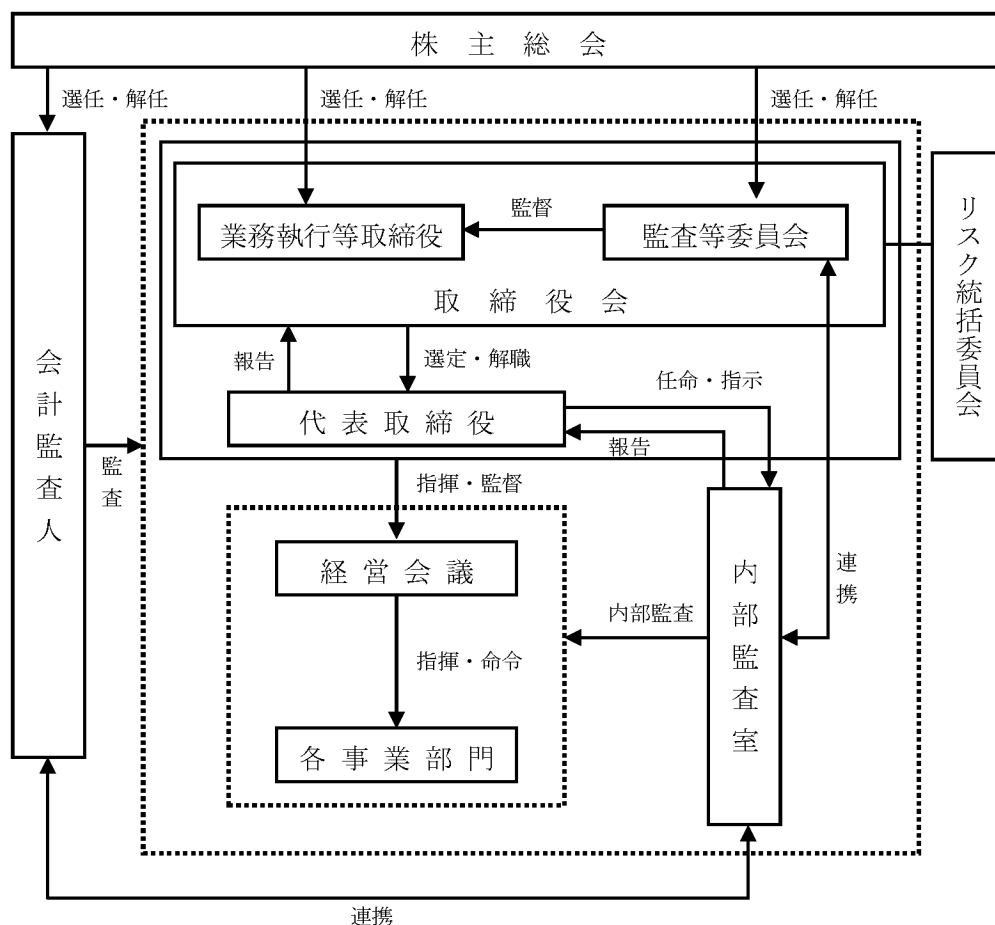 株主総会
選任・解任
選任・解任
選任・解任
業務執行等取締役
監督
監査等委員会
取締役会
リスク統括委員会
会計監査人
監査
報告
選定・解職
任命・指示
代表取締役
報告
指揮・監督
経営会議
内部監査室
連携
内部監査
指揮・命令
各事業部門
連携